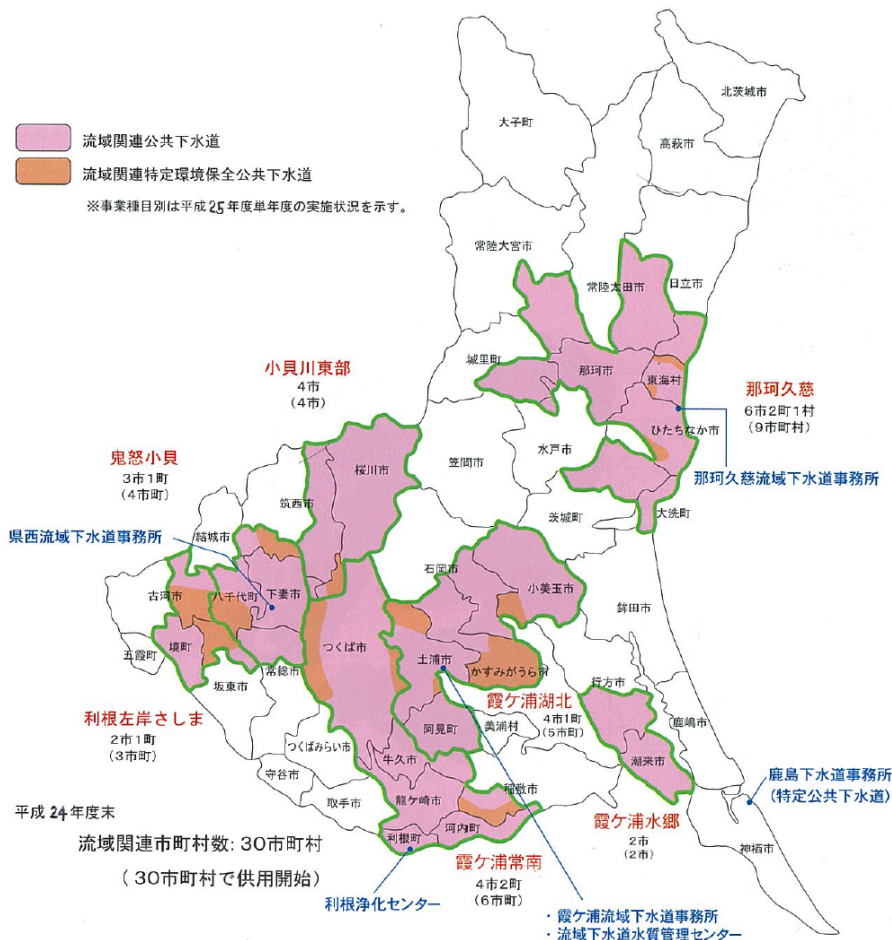 北茨城市
大子町
高萩市
流域関連公共下水道
流域関連特定環境保全公共下水道
※事業種目別は平成25年度単年度の実施状況を示す。
常陸大宮市
常陸太田市
日立市
城里町
那珂市
東海村
小貝川東部
4市
(4市)
那珂久慈
6市2町1村
(9市町村)
ひたちなか市
水戸市
笠間市
桜川市
鬼怒小貝
3市1町
(4市町)
筑西市
那珂久慈流域下水道事務所
大洗町
茨城町
結城市
県西流域下水道事務所
石岡市
小美玉市
古河市
八千代町
下妻市
鉾田市
つくば市
五霞町
境町
土浦市
かすみがうら市
常総市
坂東市
行方市
利根左岸さしま
2市1町
(3市町)
霞ケ浦湖北
4市1町
(5市町)
阿見町
美浦村
鹿嶋市
つくばみらい市
牛久市
潮来市
守谷市
稲敷市
鹿島下水道事務所
(特定公共下水道)
取手市
龍ケ崎市
平成24年度末
霞ケ浦水郷
2市
(2市)
流域関連市町村数: 30市町村
利根町
河内町
神栖市
霞ケ浦常南
4市2町
(6市町)
(30市町村で供用開始)
利根浄化センター
・霞ケ浦流域下水道事務所
・流域下水道水質管理センター